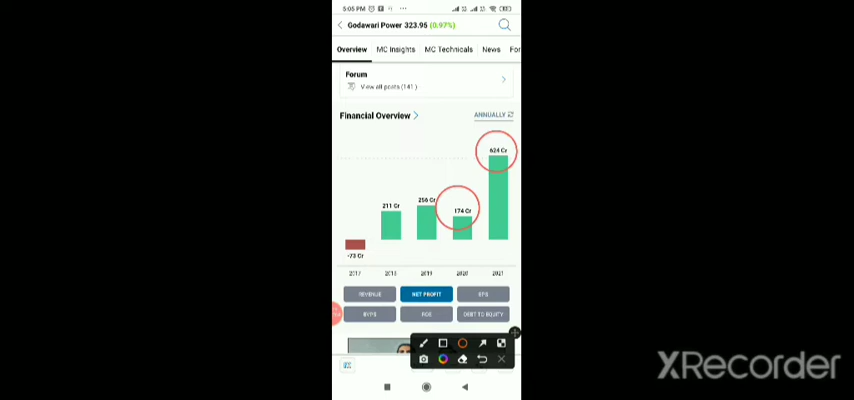 5:05 PM
Godawari Power 323.95 (0.97%)
Overview MC Insights MC Technicals News For
Forum
View all posts (161)
Financial Overview
ANNUALLY
624 Cr
256 Cr
211 Cr
174 Cr
-73 Cr
2017 2018 2019 2020 2021
REVENUE NET PROFIT EPS
BVPS ROE DEBT TO EQUITY
XRecorder